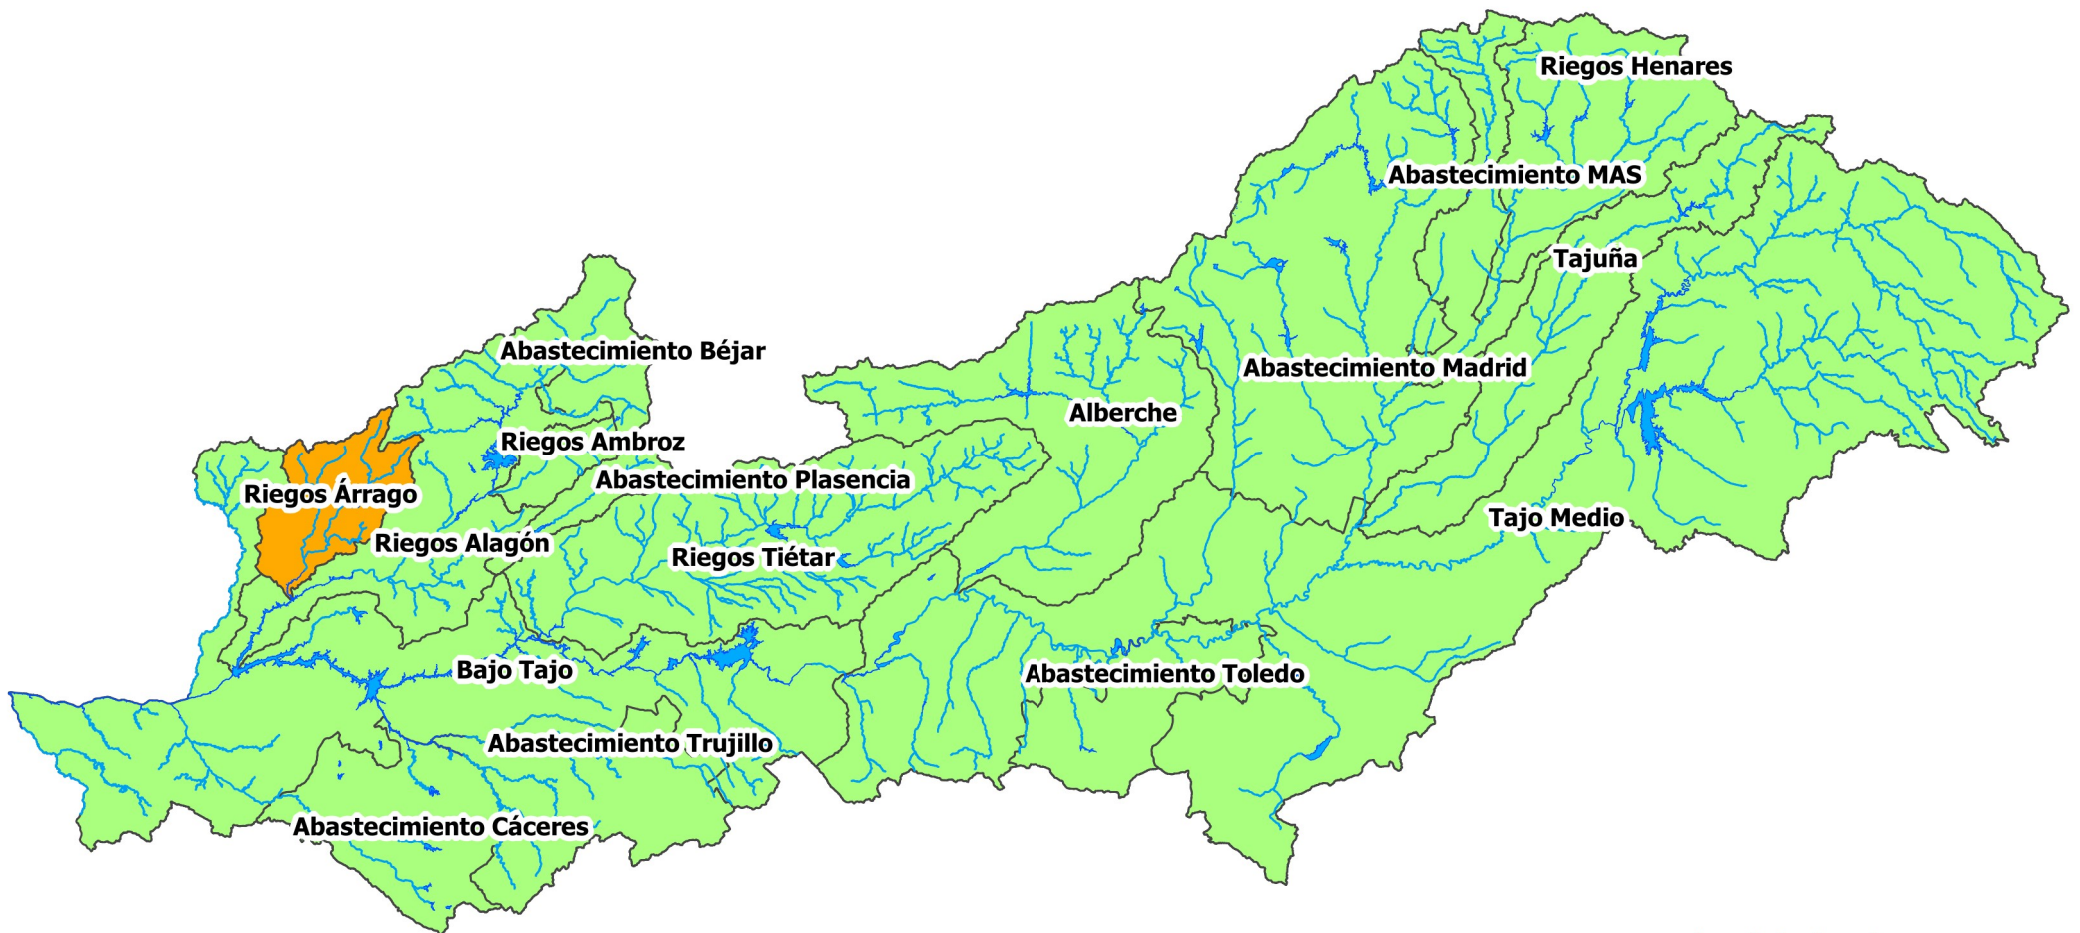 Riegos Henares
Abastecimiento MAS
Tajuña
Abastecimiento Béjar
Abastecimiento Madrid
Alberche
Riegos Ambroz
Abastecimiento Plasencia
Riegos Árrago
Tajo Medio
Riegos Alagón
Riegos Tiétar
Bajo Tajo
Abastecimiento Toledo
Abastecimiento Trujillo
Abastecimiento Cáceres